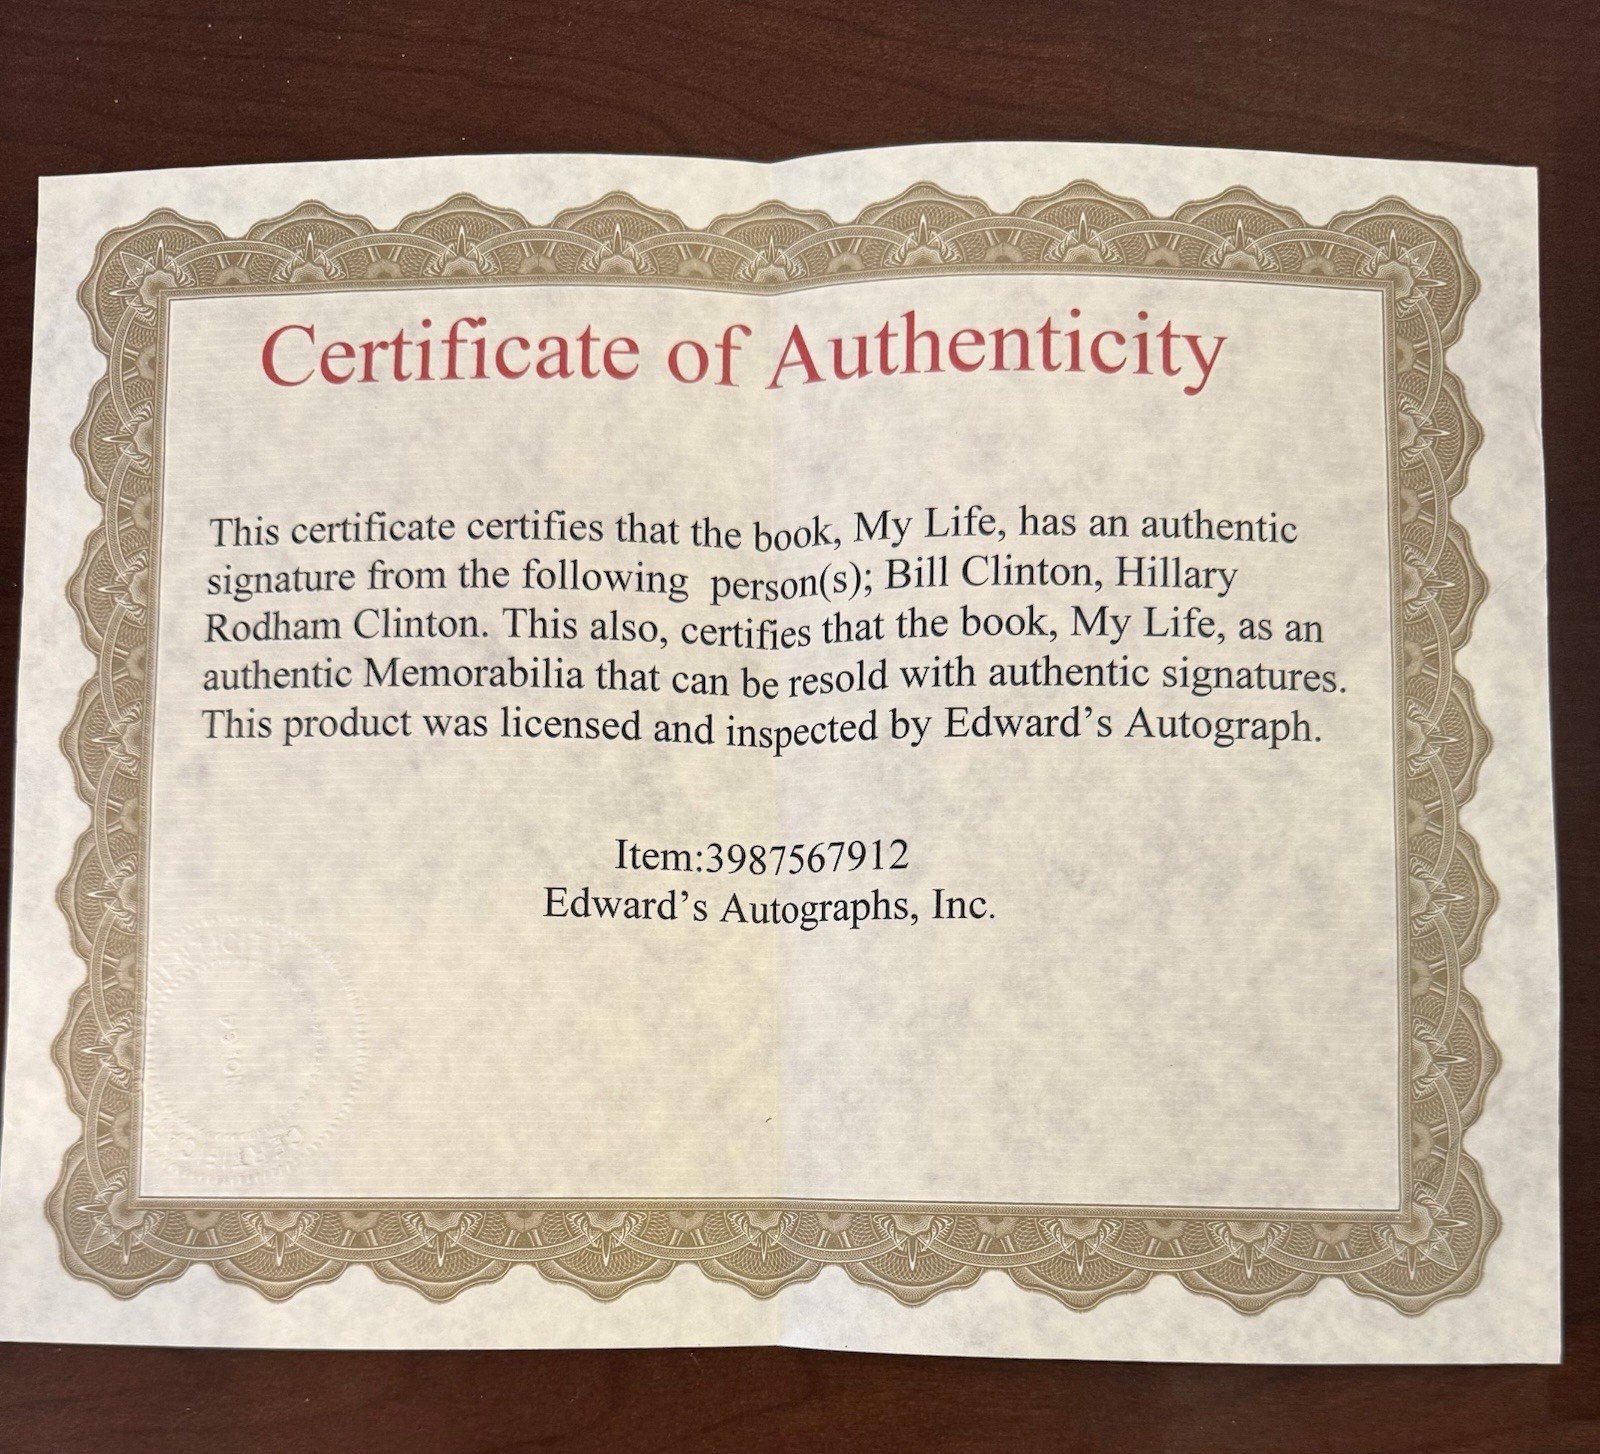 Certificate of Authenticity
This certificate certifies that the book, My Life, has an authentic
signature from the following person(s); Bill Clinton, Hillary
Rodham Clinton. This also, certifies that the book, My Life, as an
authentic Memorabilia that can be resold with authentic signatures.
This product was licensed and inspected by Edward’s Autograph.
Item:3987567912
Edward’s Autographs, Inc.